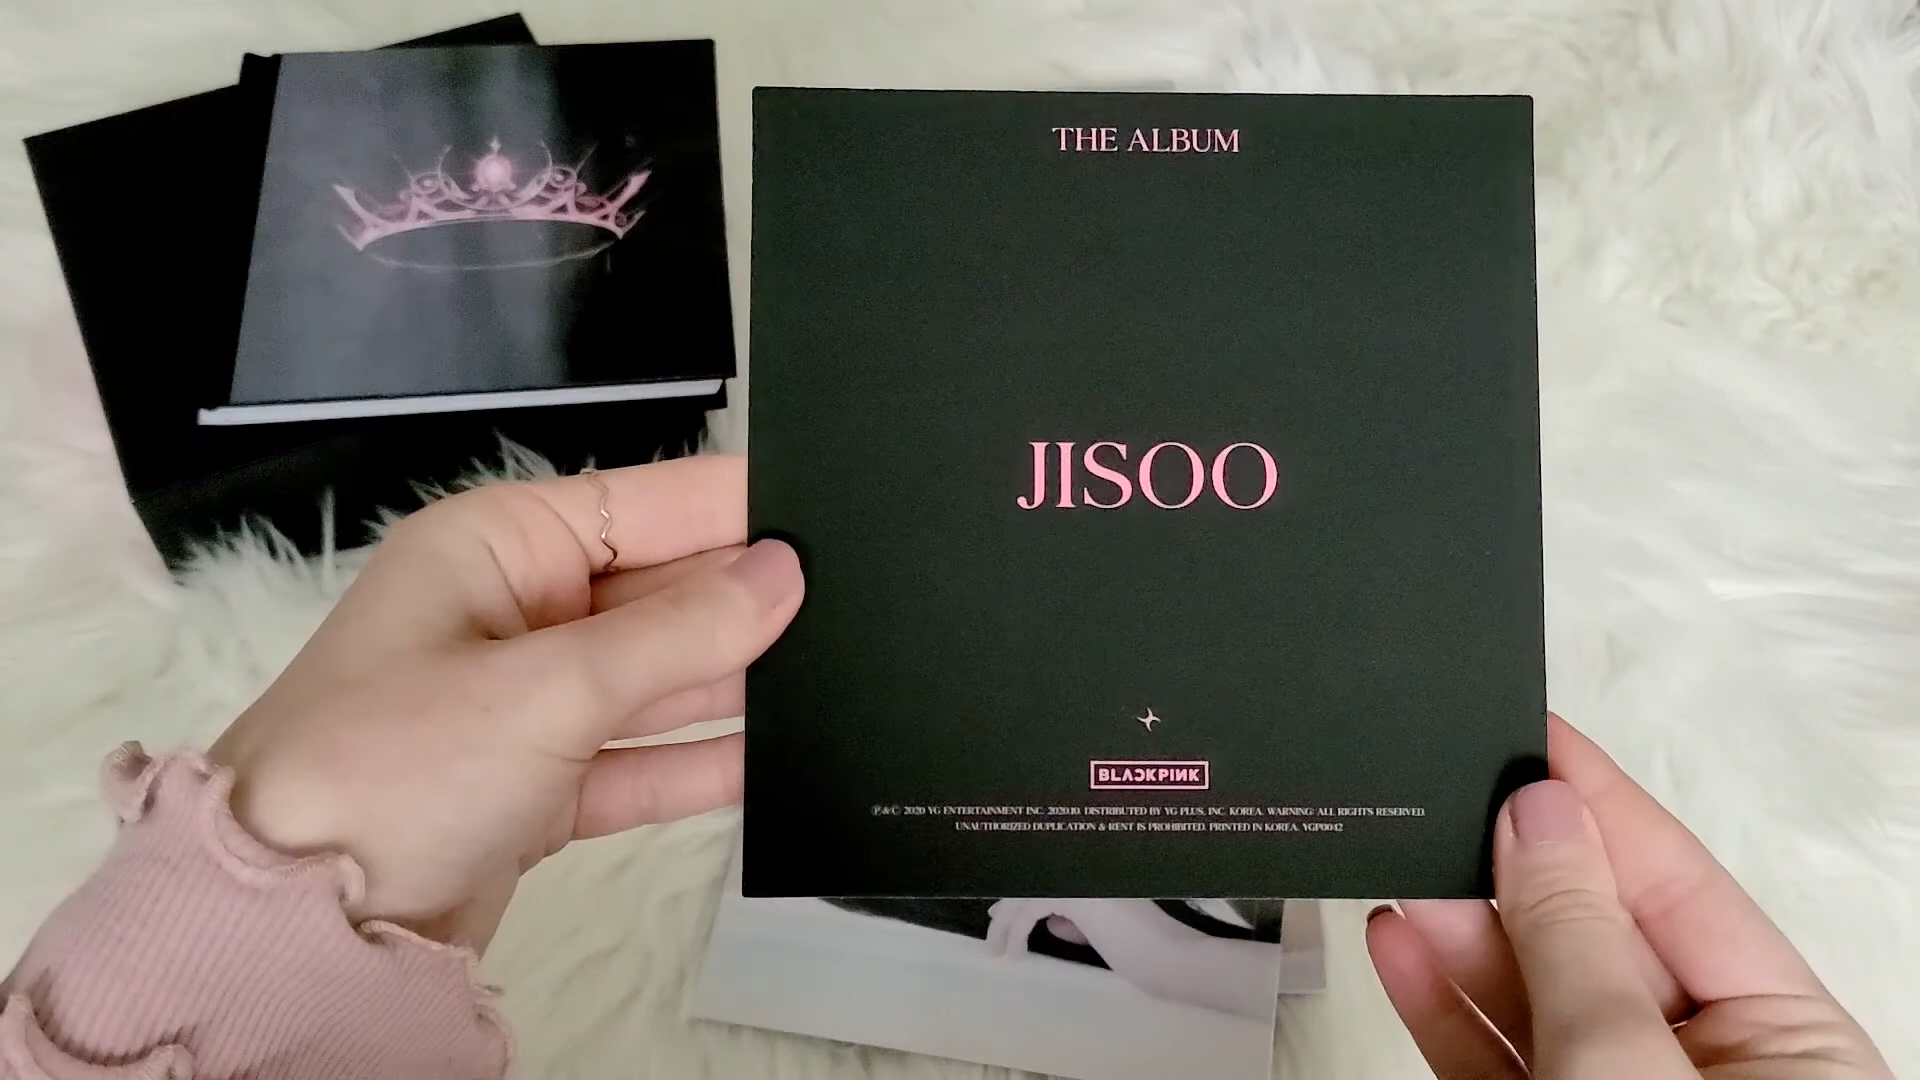 THE ALBUM
JISOO
BLACKPINK
Ⓟ&Ⓒ 2020 YG ENTERTAINMENT INC. 2020.10. DISTRIBUTED BY YG PLUS, INC. KOREA. WARNING: ALL RIGHTS RESERVED.
UNAUTHORIZED DUPLICATION & RENT IS PROHIBITED. PRINTED IN KOREA. YGP0042